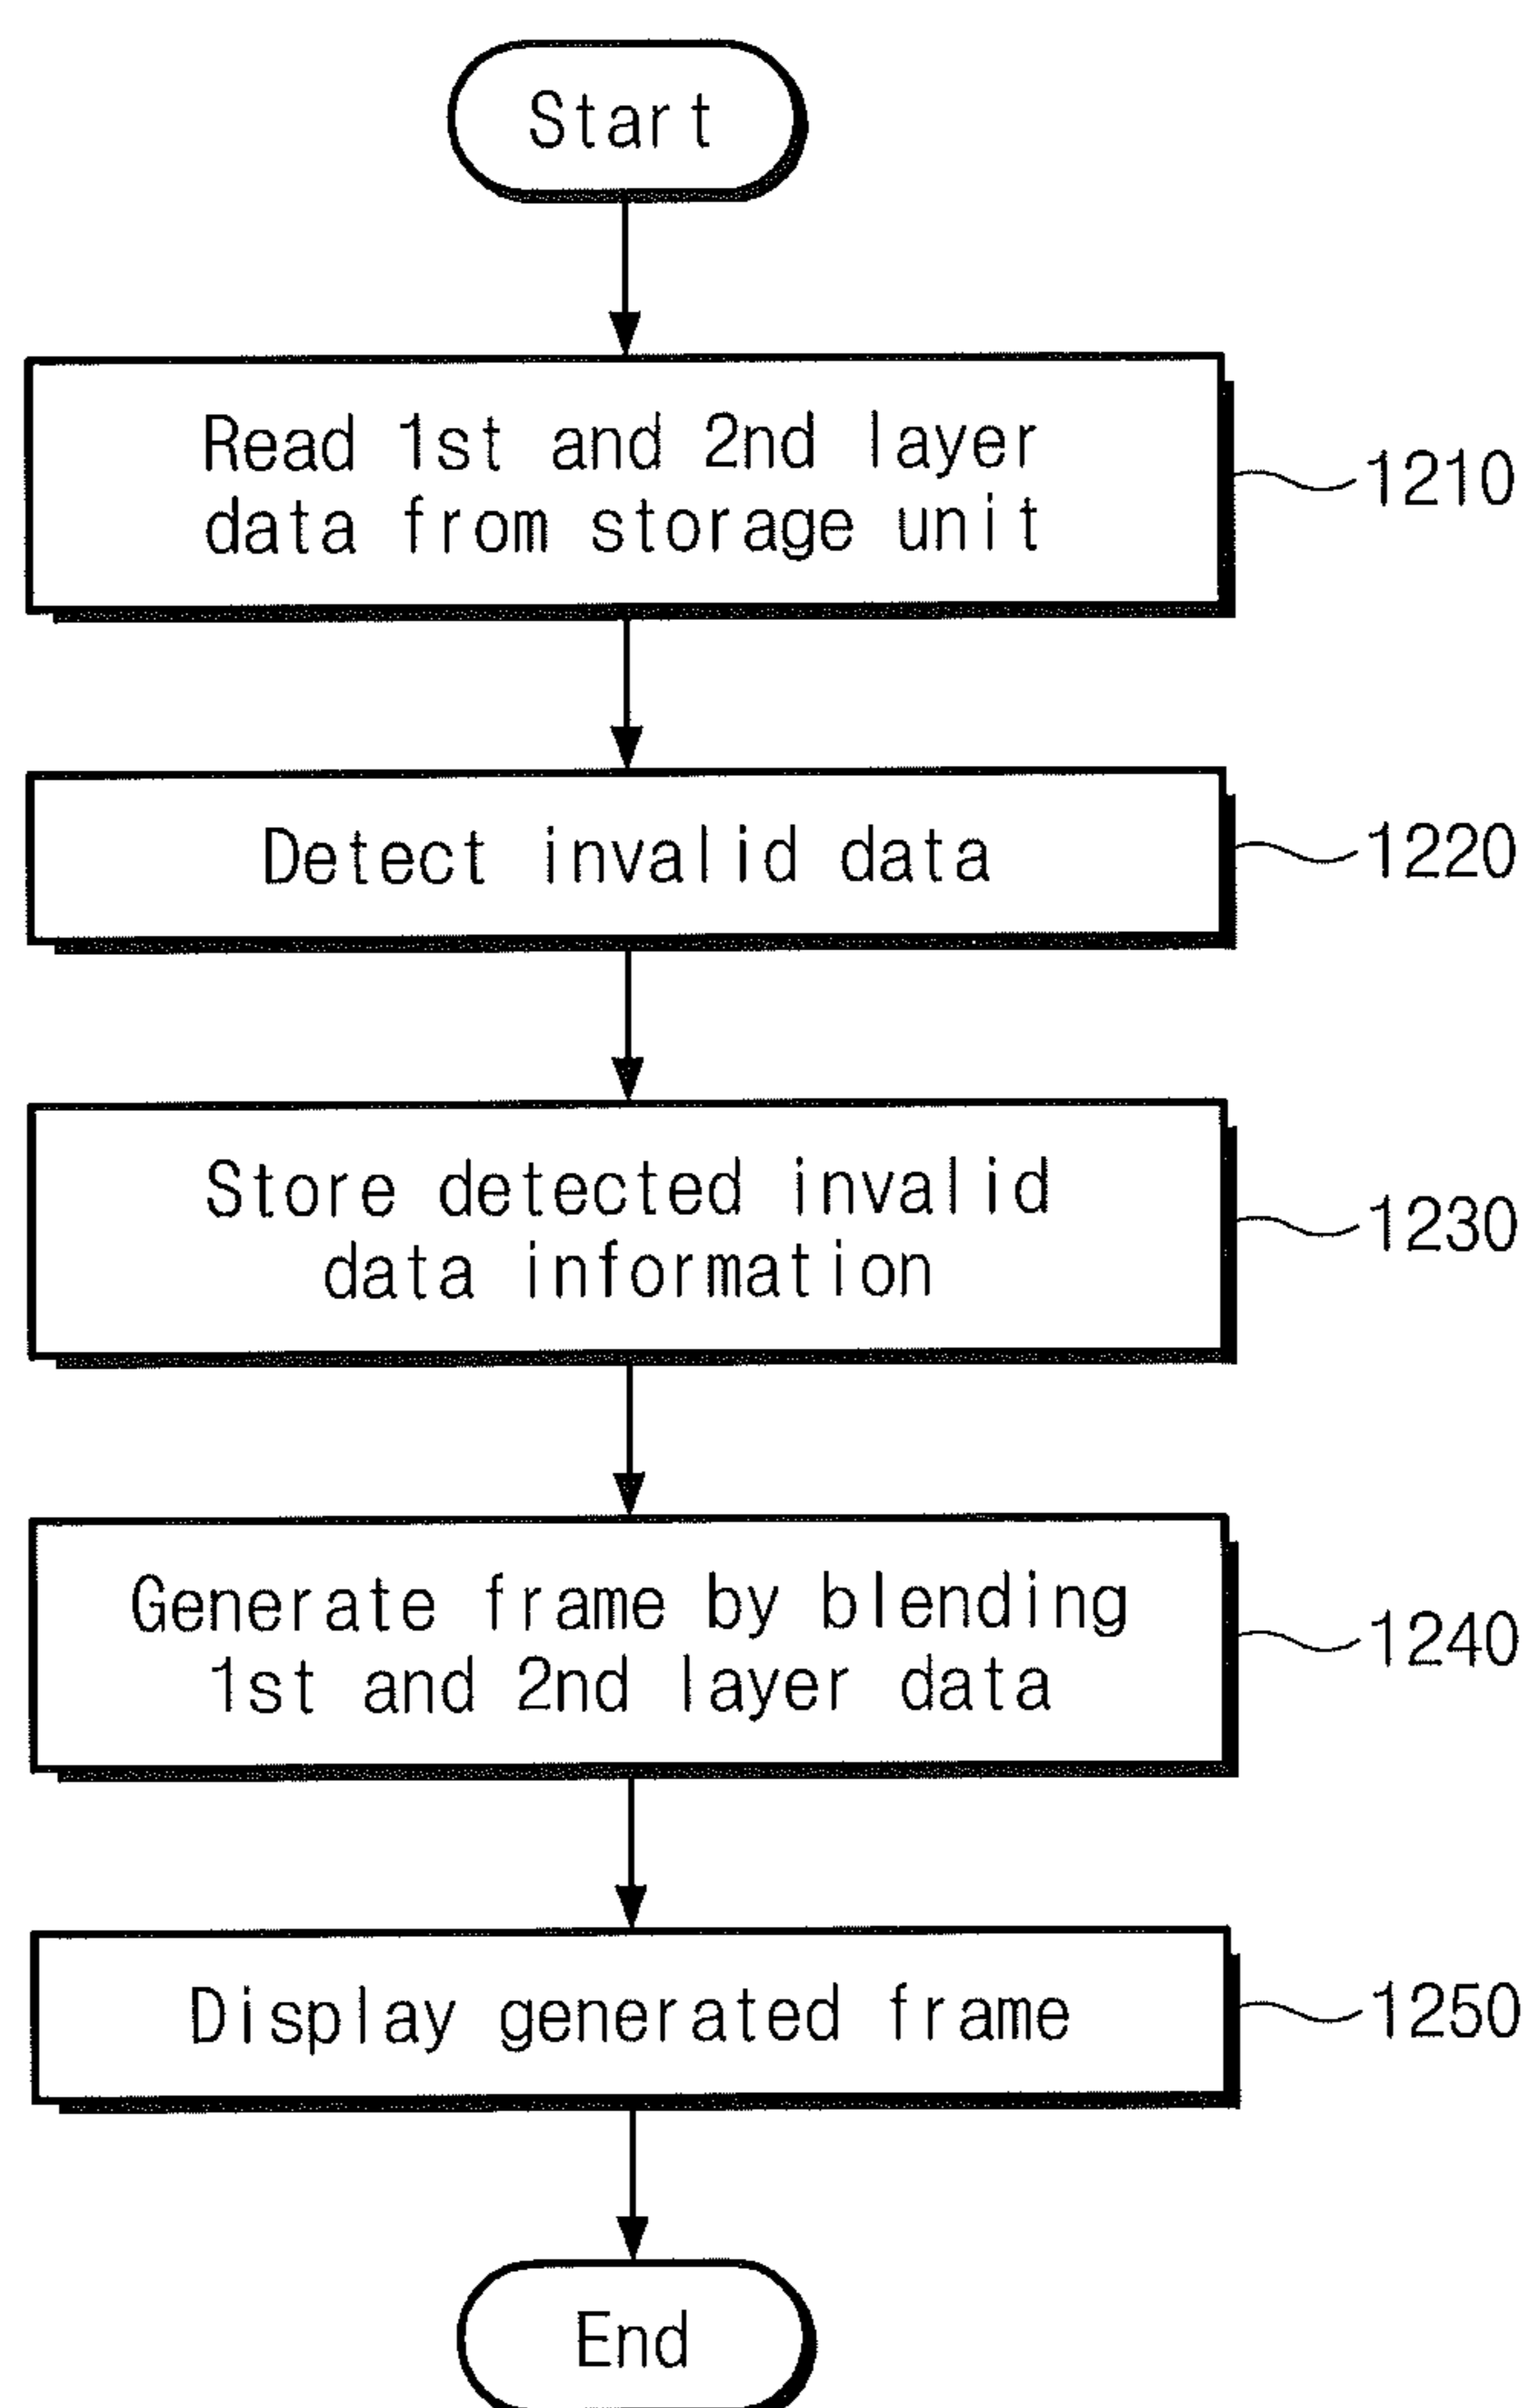 Start
Read 1st and 2nd layer
data from storage unit
1210
Detect invalid data
1220
Store detected invalid
data information
1230
Generate frame by blending
1st and 2nd layer data
1240
Display generated frame
1250
End